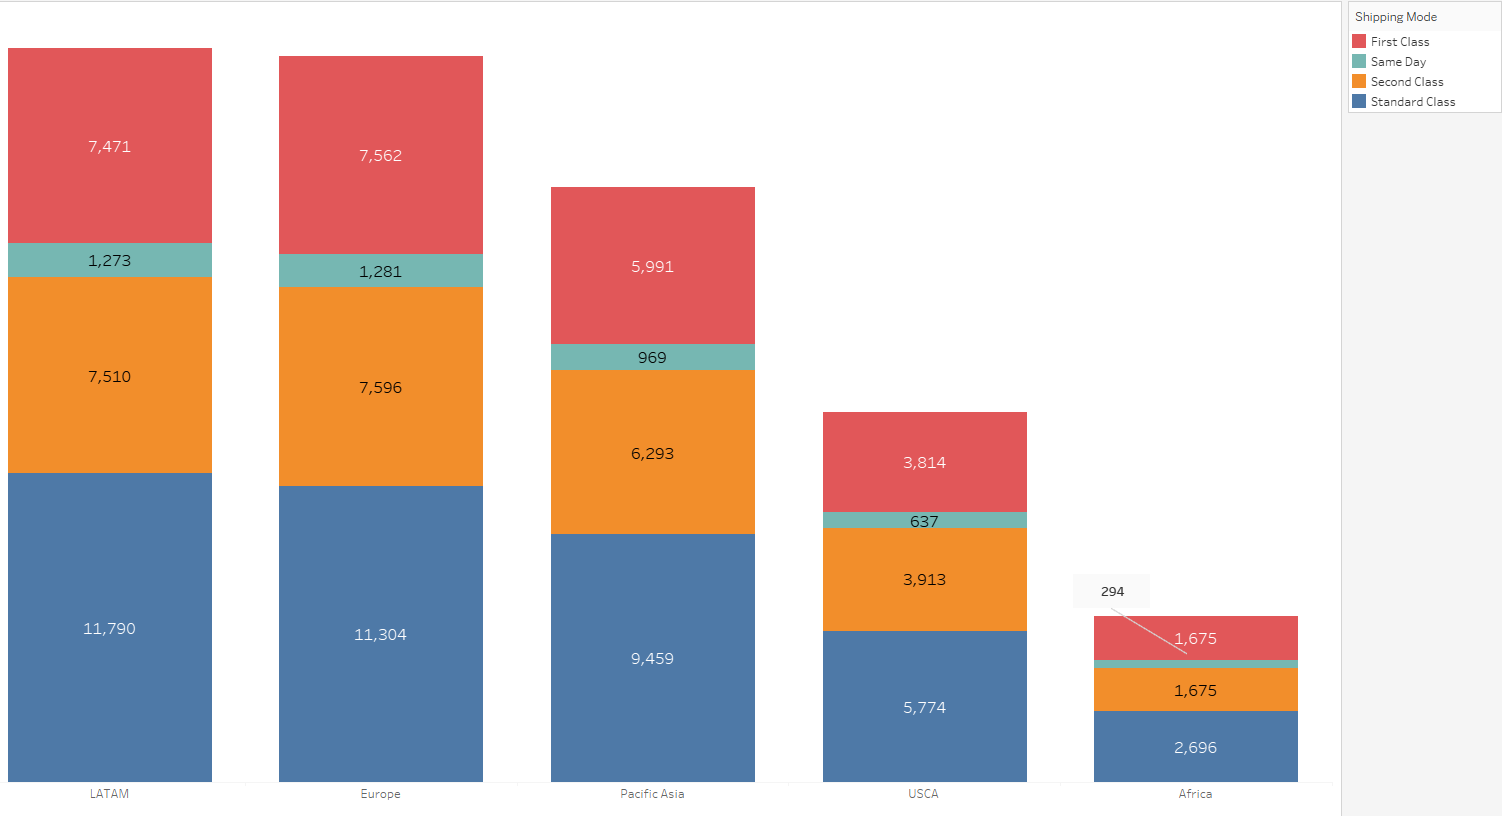 Shipping Mode
First Class
Same Day
Second Class
Standard Class
7,471
1,273
7,510
11,790
LATAM
7,562
1,281
7,596
11,304
Europe
5,991
969
6,293
9,459
Pacific Asia
3,814
637
3,913
5,774
USCA
294
1,675
1,675
2,696
Africa